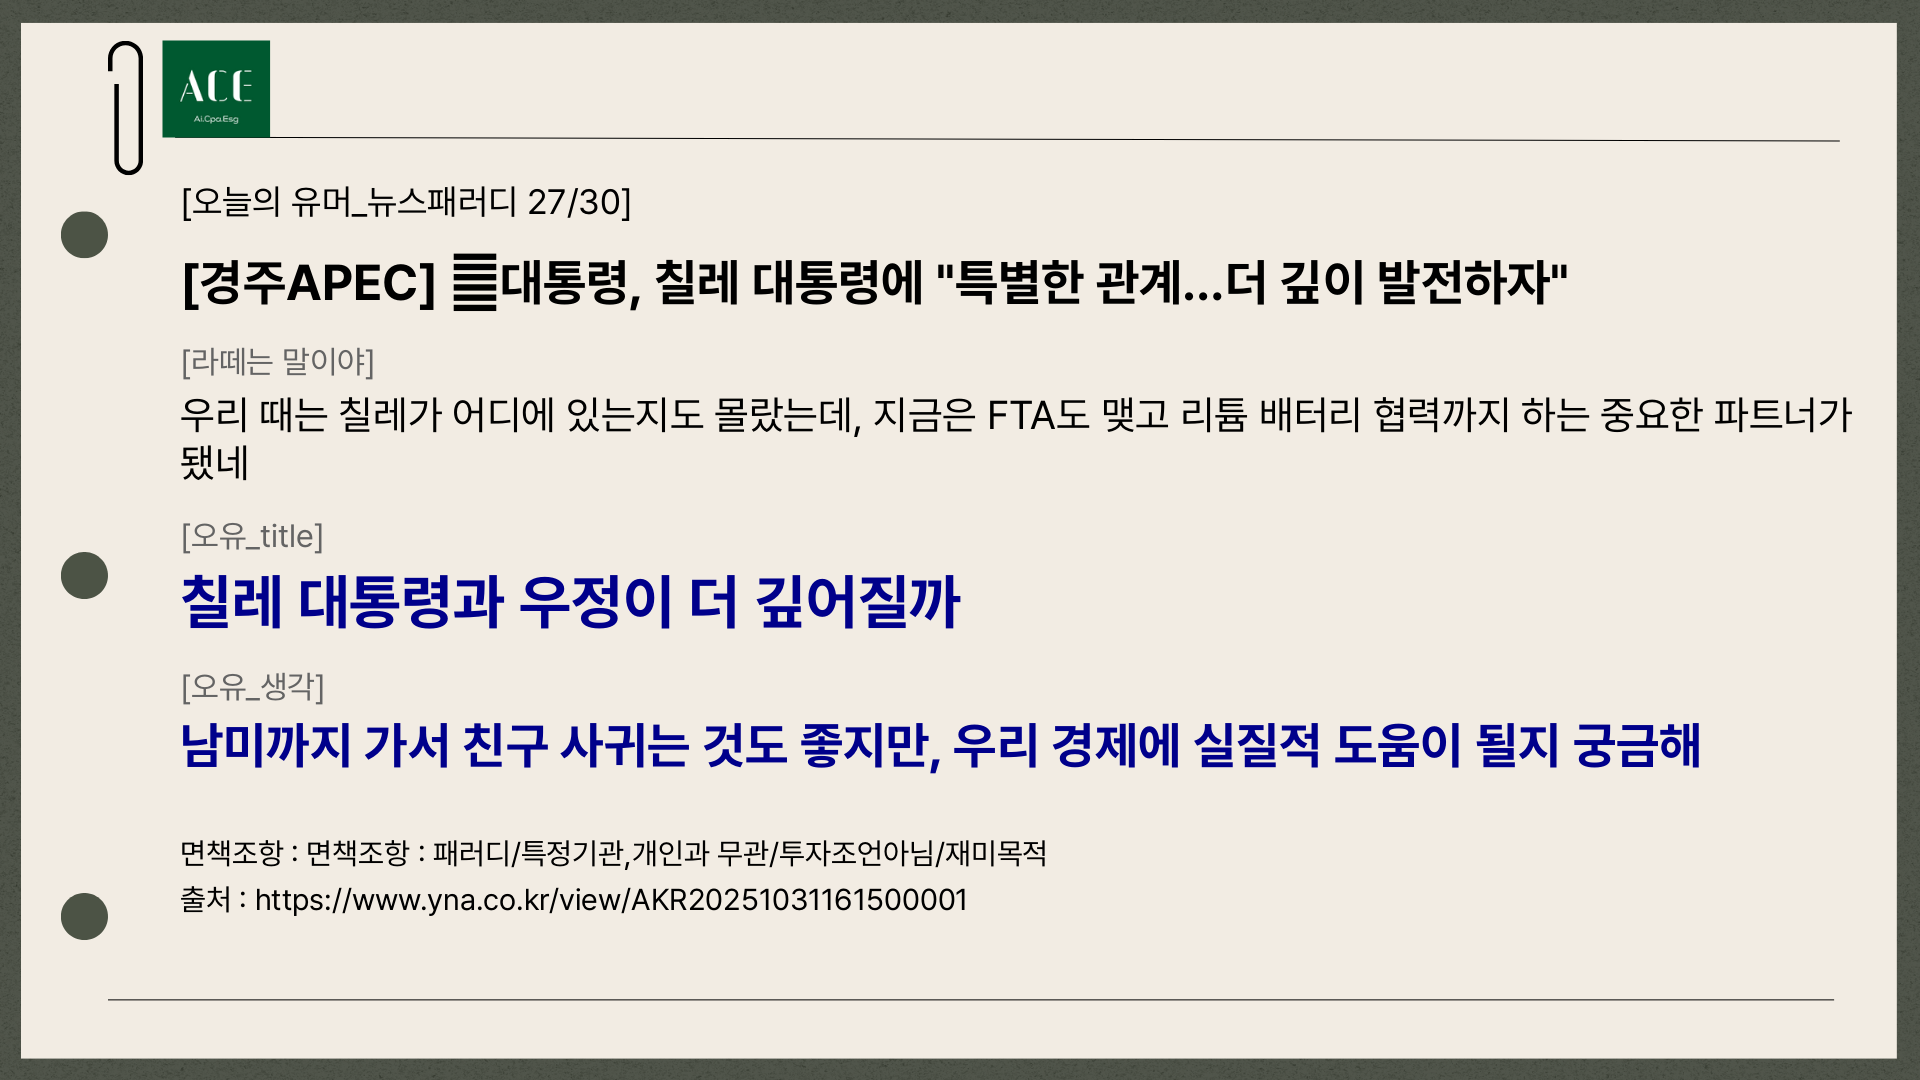 ACE
Ai.Cpa.Esg
[오늘의 유머_뉴스패러디 27/30]
[경주APEC] 대통령, 칠레 대통령에 "특별한 관계…더 깊이 발전하자"
[라떼는 말이야]
우리 때는 칠레가 어디에 있는지도 몰랐는데, 지금은 FTA도 맺고 리튬 배터리 협력까지 하는 중요한 파트너가
됐네
[오유_title]
칠레 대통령과 우정이 더 깊어질까
[오유_생각]
남미까지 가서 친구 사귀는 것도 좋지만, 우리 경제에 실질적 도움이 될지 궁금해
면책조항 : 면책조항 : 패러디/특정기관,개인과 무관/투자조언아님/재미목적
출처 : https://www.yna.co.kr/view/AKR20251031161500001